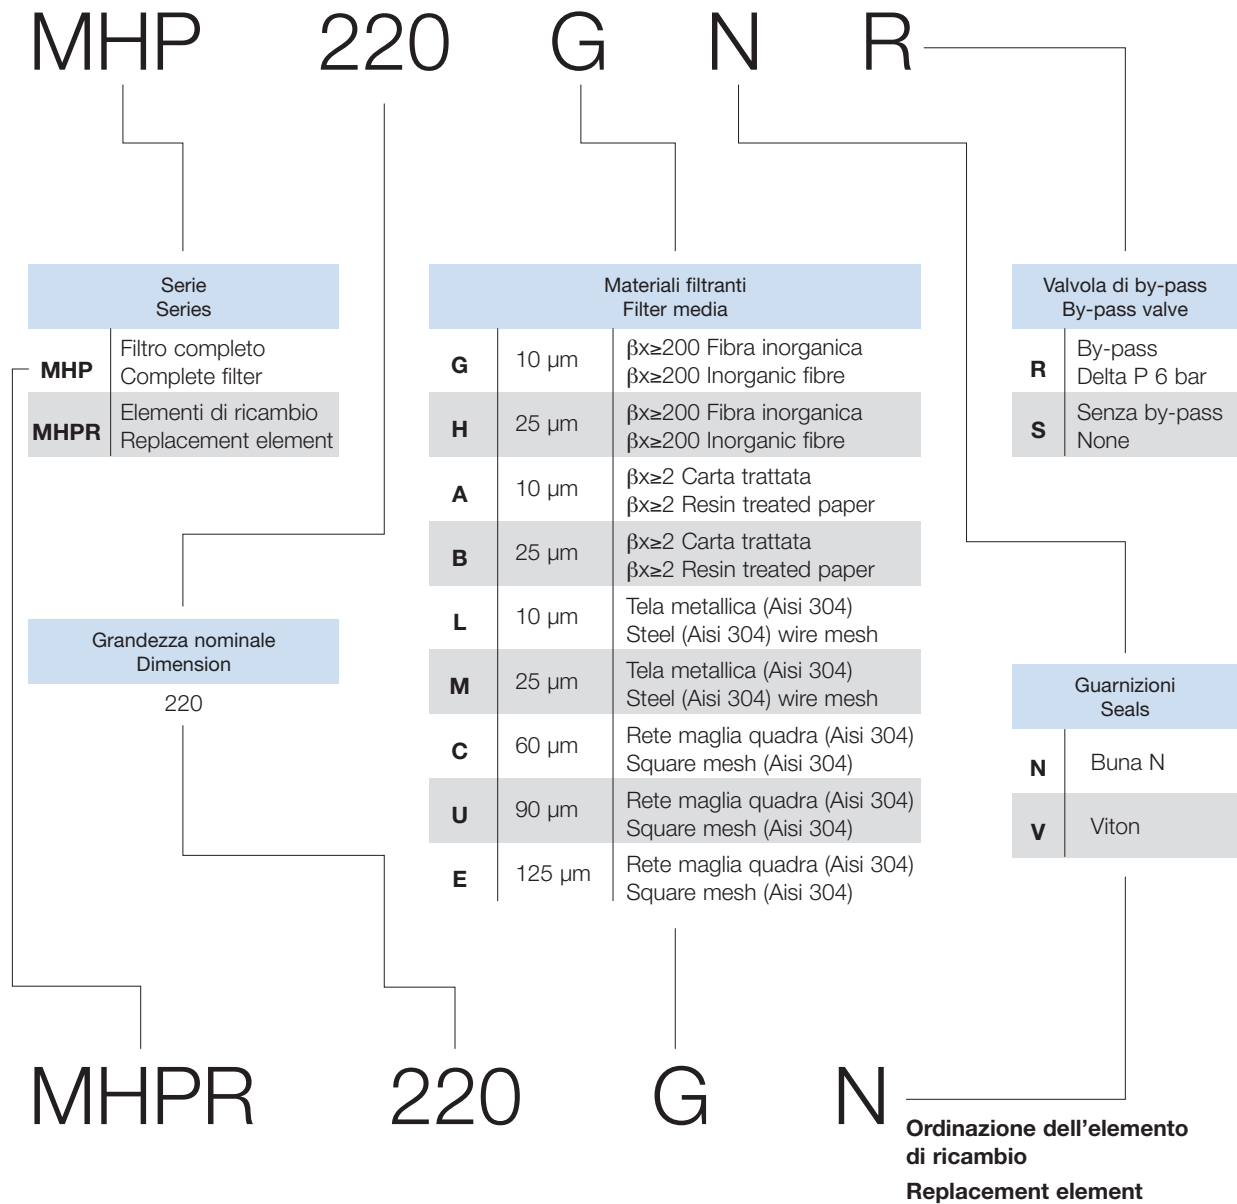 MHP 220 G N R
Serie
Series
MHP Filtro completo
Complete filter
MHPR Elementi di ricambio
Replacement element
Grandezza nominale
Dimension
220
Materiali filtranti
Filter media
G 10 µm βx≥200 Fibra inorganica
βx≥200 Inorganic fibre
H 25 µm βx≥200 Fibra inorganica
βx≥200 Inorganic fibre
A 10 µm βx≥2 Carta trattata
βx≥2 Resin treated paper
B 25 µm βx≥2 Carta trattata
βx≥2 Resin treated paper
L 10 µm Tela metallica (Aisi 304)
Steel (Aisi 304) wire mesh
M 25 µm Tela metallica (Aisi 304)
Steel (Aisi 304) wire mesh
C 60 µm Rete maglia quadra (Aisi 304)
Square mesh (Aisi 304)
U 90 µm Rete maglia quadra (Aisi 304)
Square mesh (Aisi 304)
E 125 µm Rete maglia quadra (Aisi 304)
Square mesh (Aisi 304)
Valvola di by-pass
By-pass valve
R By-pass
Delta P 6 bar
S Senza by-pass
None
Guarnizioni
Seals
N Buna N
V Viton
MHPR 220 G N
Ordinazione dell’elemento
di ricambio
Replacement element